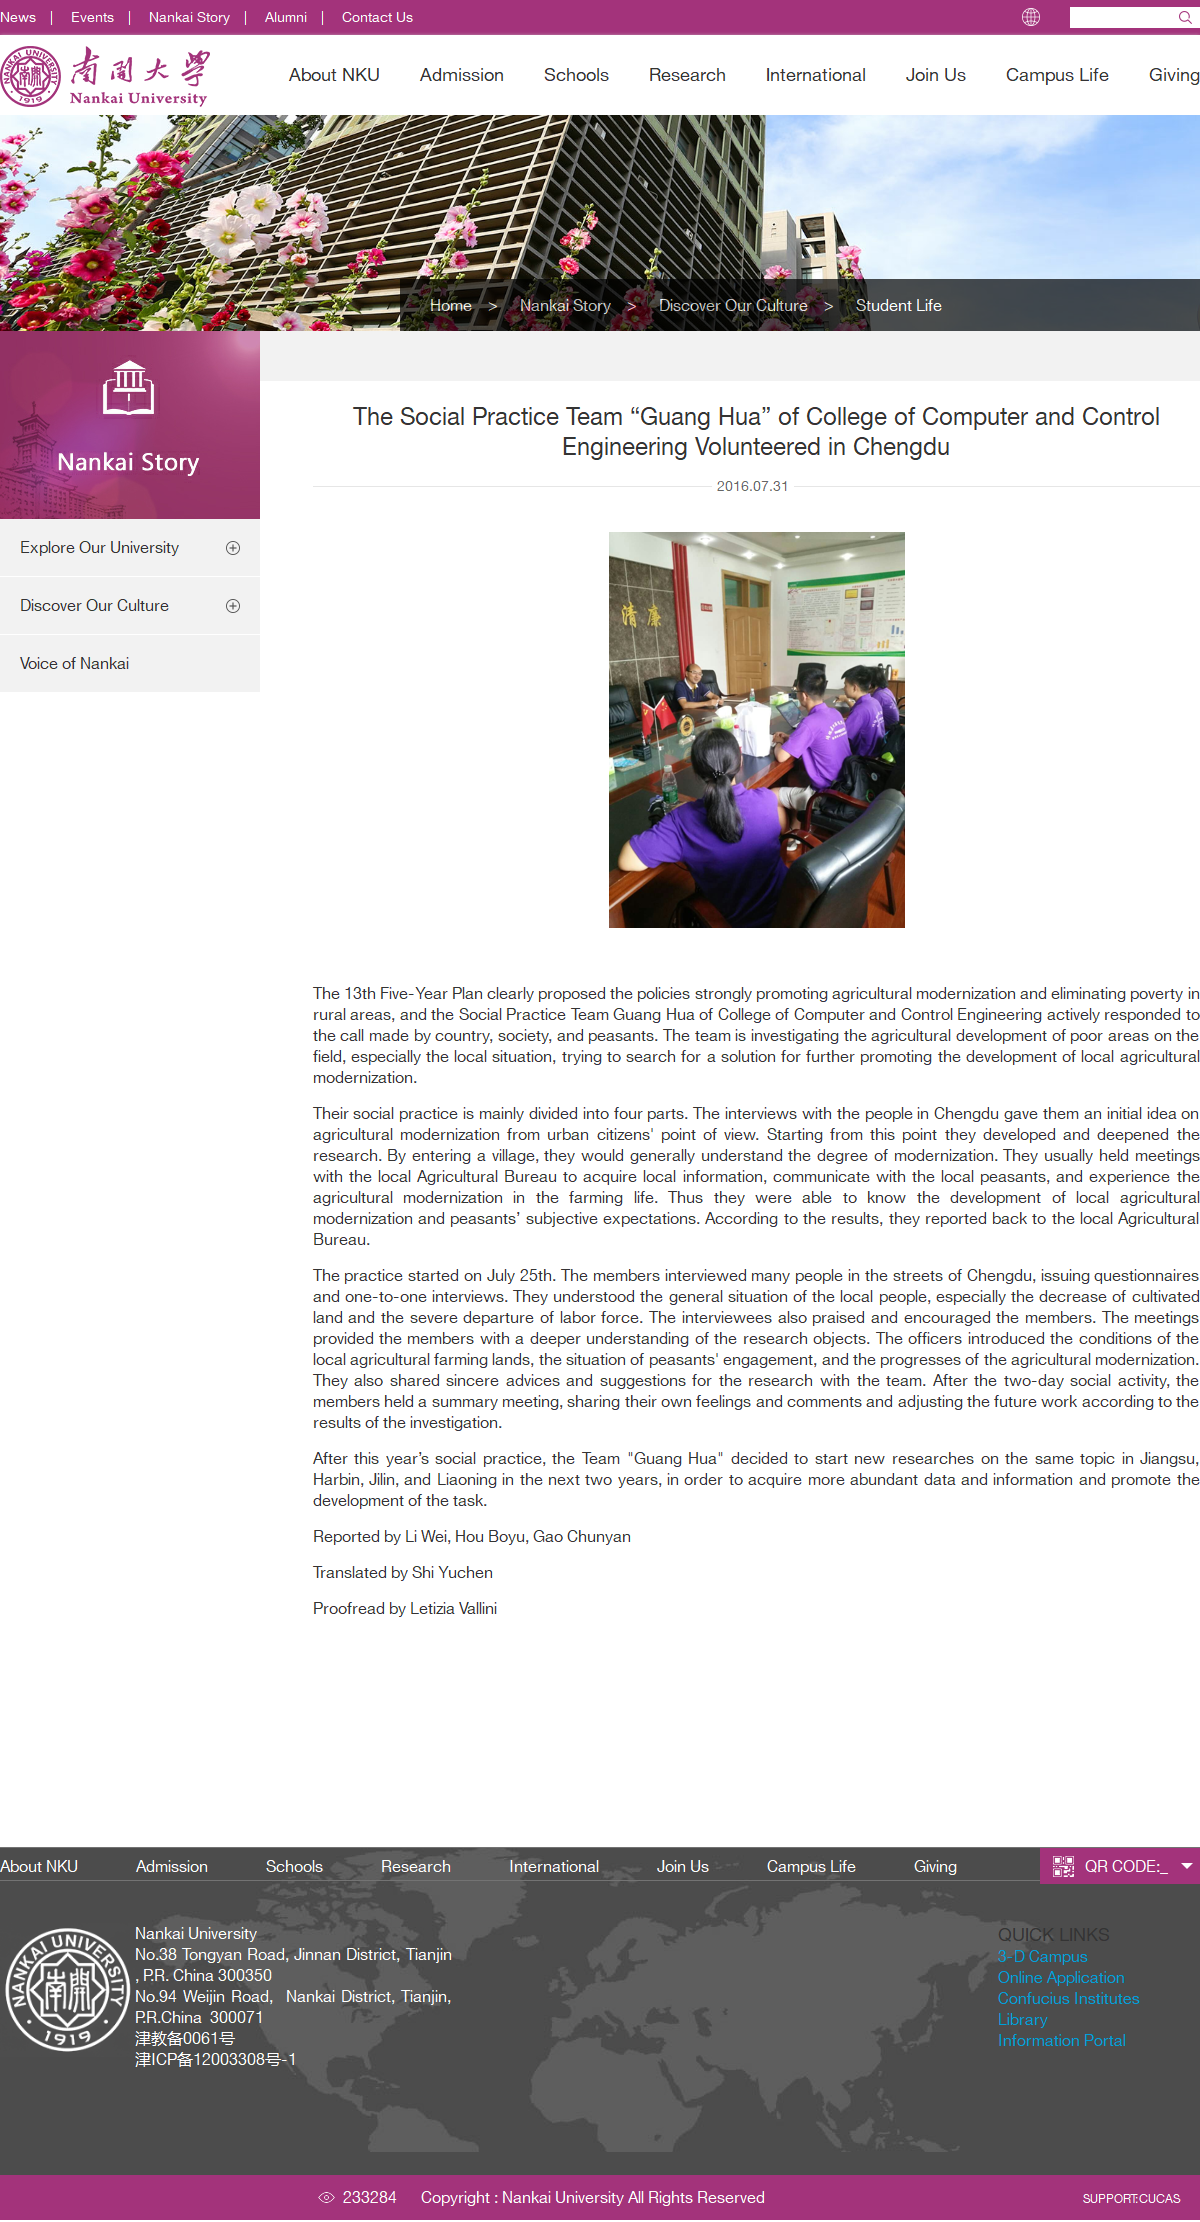 News | Events | Nankai Story | Alumni | Contact Us
南開大學
Nankai University
NANKAI UNIVERSITY
1919
About NKU Admission Schools Research International Join Us Campus Life Giving
Home > Nankai Story > Discover Our Culture > Student Life
Nankai Story
Explore Our University
Discover Our Culture
Voice of Nankai
The Social Practice Team “Guang Hua” of College of Computer and Control
Engineering Volunteered in Chengdu
2016.07.31
清廉
The 13th Five-Year Plan clearly proposed the policies strongly promoting agricultural modernization and eliminating poverty in
rural areas, and the Social Practice Team Guang Hua of College of Computer and Control Engineering actively responded to
the call made by country, society, and peasants. The team is investigating the agricultural development of poor areas on the
field, especially the local situation, trying to search for a solution for further promoting the development of local agricultural
modernization.
Their social practice is mainly divided into four parts. The interviews with the people in Chengdu gave them an initial idea on
agricultural modernization from urban citizens' point of view. Starting from this point they developed and deepened the
research. By entering a village, they would generally understand the degree of modernization. They usually held meetings
with the local Agricultural Bureau to acquire local information, communicate with the local peasants, and experience the
agricultural modernization in the farming life. Thus they were able to know the development of local agricultural
modernization and peasants’ subjective expectations. According to the results, they reported back to the local Agricultural
Bureau.
The practice started on July 25th. The members interviewed many people in the streets of Chengdu, issuing questionnaires
and one-to-one interviews. They understood the general situation of the local people, especially the decrease of cultivated
land and the severe departure of labor force. The interviewees also praised and encouraged the members. The meetings
provided the members with a deeper understanding of the research objects. The officers introduced the conditions of the
local agricultural farming lands, the situation of peasants' engagement, and the progresses of the agricultural modernization.
They also shared sincere advices and suggestions for the research with the team. After the two-day social activity, the
members held a summary meeting, sharing their own feelings and comments and adjusting the future work according to the
results of the investigation.
After this year’s social practice, the Team "Guang Hua" decided to start new researches on the same topic in Jiangsu,
Harbin, Jilin, and Liaoning in the next two years, in order to acquire more abundant data and information and promote the
development of the task.
Reported by Li Wei, Hou Boyu, Gao Chunyan
Translated by Shi Yuchen
Proofread by Letizia Vallini
About NKU Admission Schools Research International Join Us Campus Life Giving
QR CODE:_
NANKAI UNIVERSITY
1919
Nankai University
No.38 Tongyan Road, Jinnan District, Tianjin
, P.R. China 300350
No.94 Weijin Road, Nankai District, Tianjin,
P.R.China 300071
津教备0061号
津ICP备12003308号-1
QUICK LINKS
3-D Campus
Online Application
Confucius Institutes
Library
Information Portal
233284 Copyright : Nankai University All Rights Reserved
SUPPORT:CUCAS